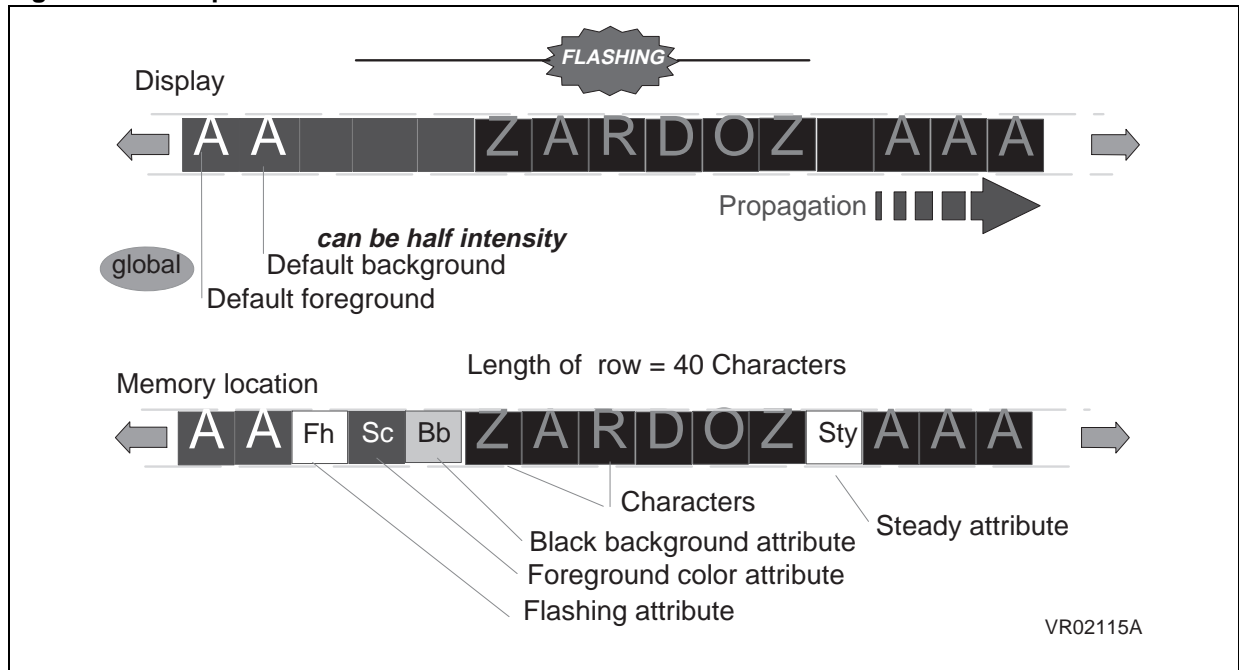 FLASHING
Display
A A Z A R D O Z A A A
Propagation
can be half intensity
global
Default background
Default foreground
Length of row = 40 Characters
Memory location
A A Fh Sc Bb Z A R D O Z Sty A A A
Characters
Steady attribute
Black background attribute
Foreground color attribute
Flashing attribute
VR02115A